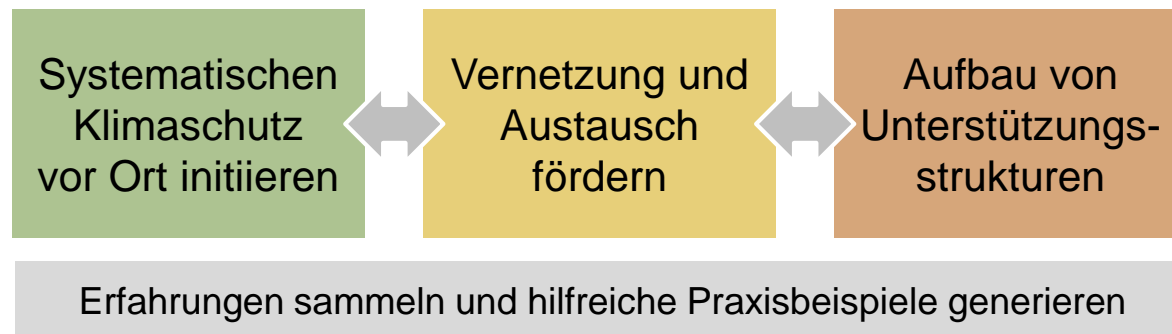 Systematischen
Klimaschutz
vor Ort initiieren
Vernetzung und
Austausch
fördern
Aufbau von
Unterstützungs-
strukturen
Erfahrungen sammeln und hilfreiche Praxisbeispiele generieren